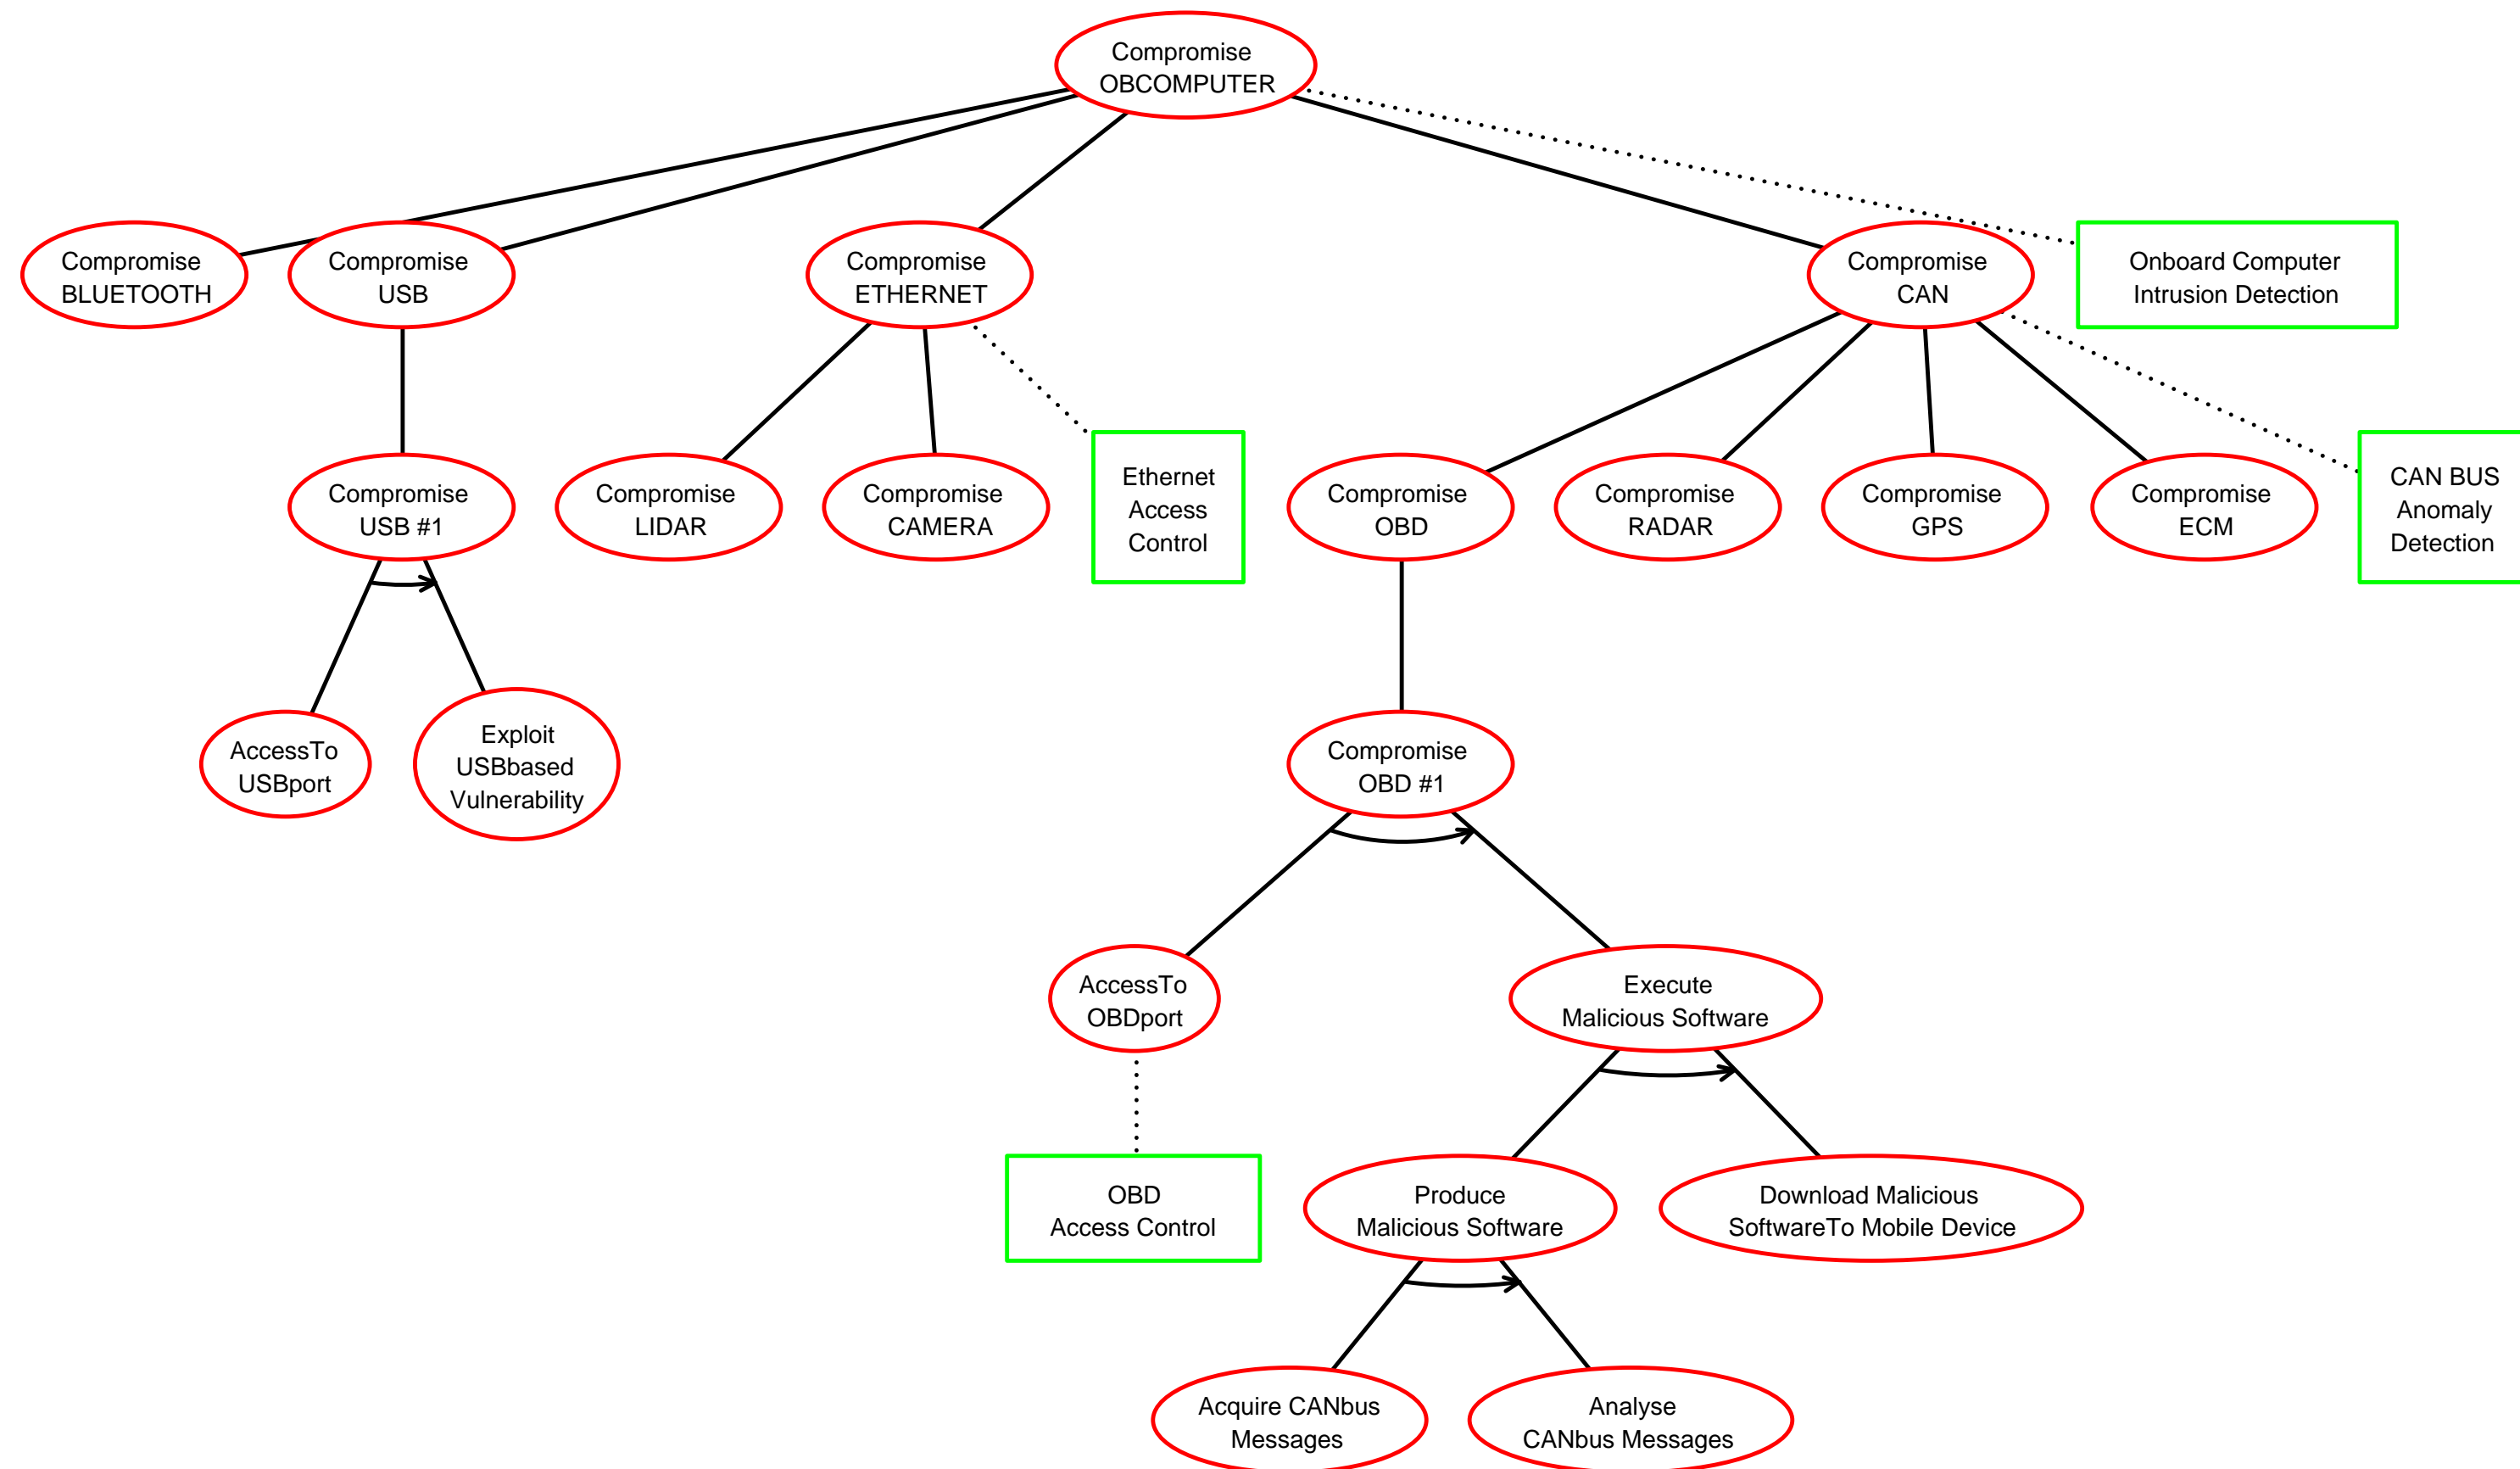 Compromise
OBCOMPUTER
Compromise
BLUETOOTH
Compromise
USB
Compromise
ETHERNET
Compromise
CAN
Onboard Computer
Intrusion Detection
Compromise
USB #1
Compromise
LIDAR
Compromise
CAMERA
Ethernet
Access
Control
Compromise
OBD
Compromise
RADAR
Compromise
GPS
Compromise
ECM
CAN BUS
Anomaly
Detection
AccessTo
USBport
Exploit
USBbased
Vulnerability
Compromise
OBD #1
AccessTo
OBDport
Execute
Malicious Software
OBD
Access Control
Produce
Malicious Software
Download Malicious
SoftwareTo Mobile Device
Acquire CANbus
Messages
Analyse
CANbus Messages